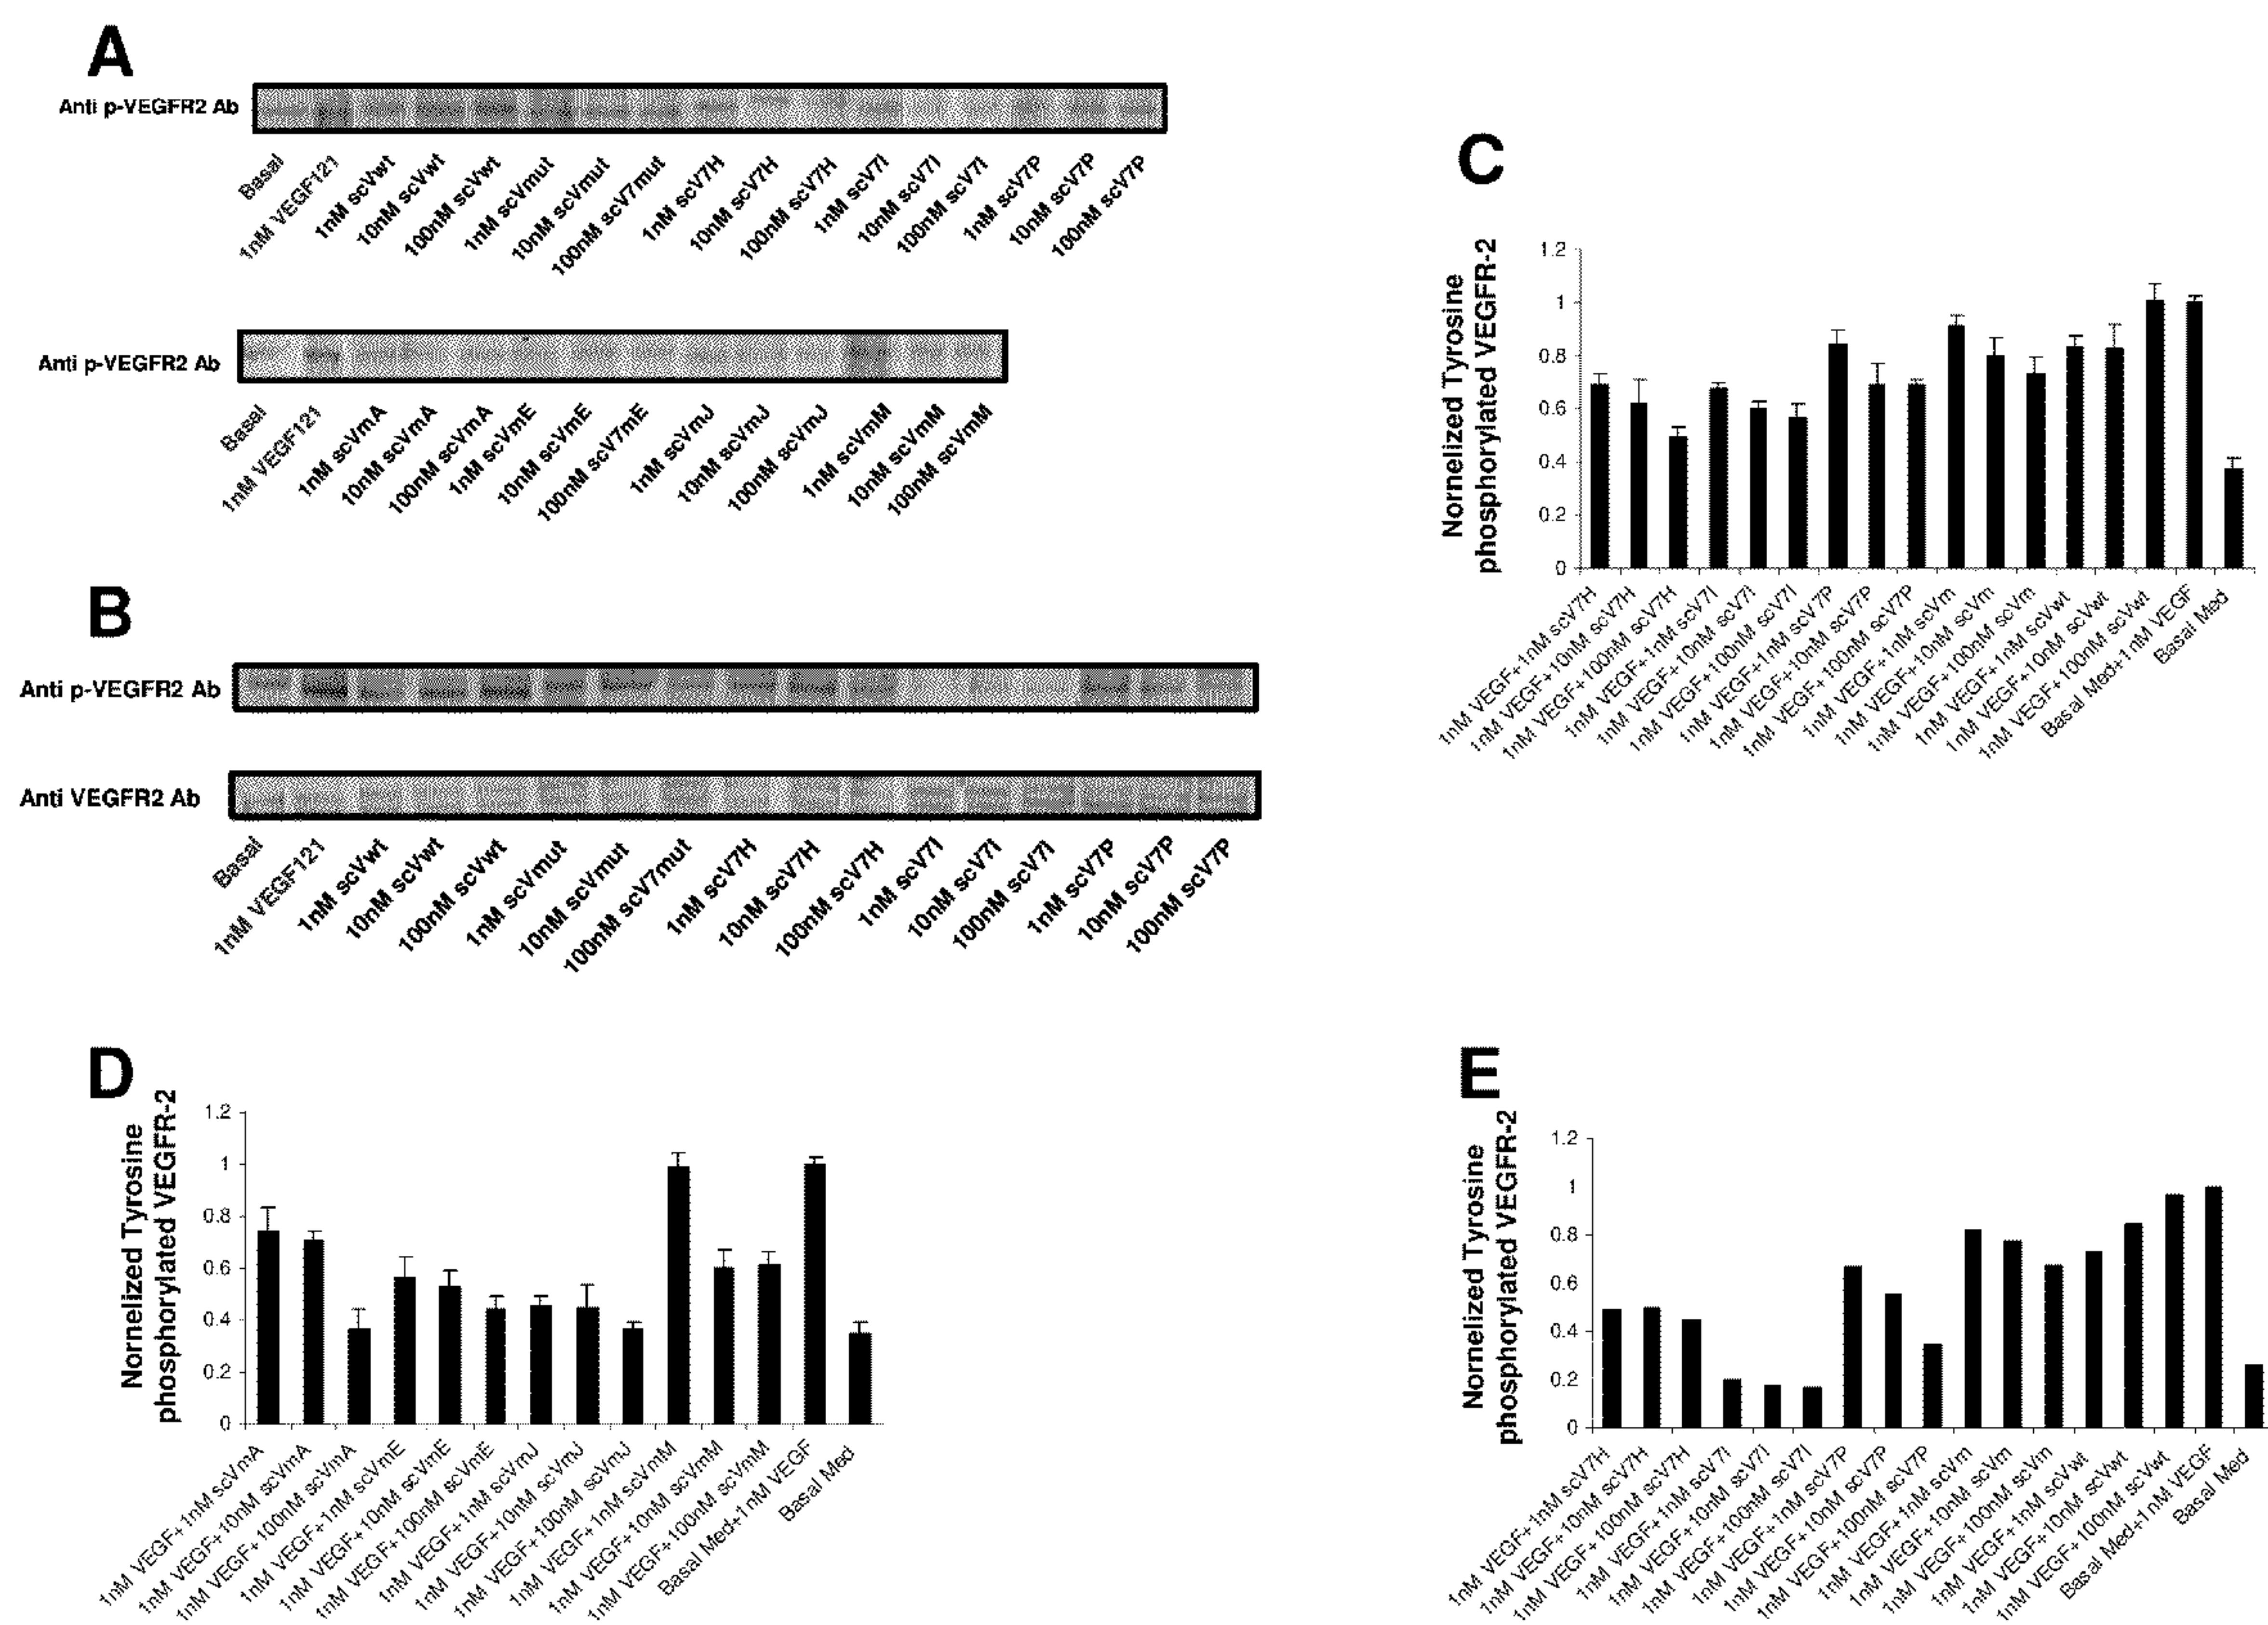 A
Anti p-VEGFR2 Ab
Basal
1nM VEGF121
1nM scVwt
10nM scVwt
100nM scVwt
1nM scVmut
10nM scVmut
100nM scV7mut
1nM scV7H
10nM scV7H
100nM scV7H
1nM scV7I
10nM scV7I
100nM scV7I
1nM scV7P
10nM scV7P
100nM scV7P
Anti p-VEGFR2 Ab
Basal
1nM VEGF121
1nM scVmA
10nM scVmA
100nM scVmA
1nM scVmE
10nM scVmE
100nM scV7mE
1nM scVmJ
10nM scVmJ
100nM scVmJ
1nM scVmM
10nM scVmM
100nM scVmM
B
Anti p-VEGFR2 Ab
Anti VEGFR2 Ab
Basal
1nM VEGF121
1nM scVwt
10nM scVwt
100nM scVwt
1nM scVmut
10nM scVmut
100nM scV7mut
1nM scV7H
10nM scV7H
100nM scV7H
1nM scV7I
10nM scV7I
100nM scV7I
1nM scV7P
10nM scV7P
100nM scV7P
C
Nornelized Tyrosine
phosphorylated VEGFR-2
1.2
1
0.8
0.6
0.4
0.2
0
1nM VEGF+1nM scV7H
1nM VEGF+10nM scV7H
1nM VEGF+100nM scV7H
1nM VEGF+1nM scV7I
1nM VEGF+10nM scV7I
1nM VEGF+100nM scV7I
1nM VEGF+1nM scV7P
1nM VEGF+10nM scV7P
1nM VEGF+100nM scV7P
1nM VEGF+1nM scVm
1nM VEGF+10nM scVm
1nM VEGF+100nM scVm
1nM VEGF+1nM scVwt
1nM VEGF+10nM scVwt
1nM VEGF+100nM scVwt
Basal Med+1nM VEGF
Basal Med
D
Nornelized Tyrosine
phosphorylated VEGFR-2
1.2
1
0.8
0.6
0.4
0.2
0
1nM VEGF+1nM scVmA
1nM VEGF+10nM scVmA
1nM VEGF+100nM scVmA
1nM VEGF+1nM scVmE
1nM VEGF+10nM scVmE
1nM VEGF+100nM scVmE
1nM VEGF+1nM scVmJ
1nM VEGF+10nM scVmJ
1nM VEGF+100nM scVmJ
1nM VEGF+1nM scVmM
1nM VEGF+10nM scVmM
1nM VEGF+100nM scVmM
Basal Med+1nM VEGF
Basal Med
E
Nornelized Tyrosine
phosphorylated VEGFR-2
1.2
1
0.8
0.6
0.4
0.2
0
1nM VEGF+1nM scV7H
1nM VEGF+10nM scV7H
1nM VEGF+100nM scV7H
1nM VEGF+1nM scV7I
1nM VEGF+10nM scV7I
1nM VEGF+100nM scV7I
1nM VEGF+1nM scV7P
1nM VEGF+10nM scV7P
1nM VEGF+100nM scV7P
1nM VEGF+1nM scVm
1nM VEGF+10nM scVm
1nM VEGF+100nM scVm
1nM VEGF+1nM scVwt
1nM VEGF+10nM scVwt
1nM VEGF+100nM scVwt
Basal Med+1nM VEGF
Basal Med